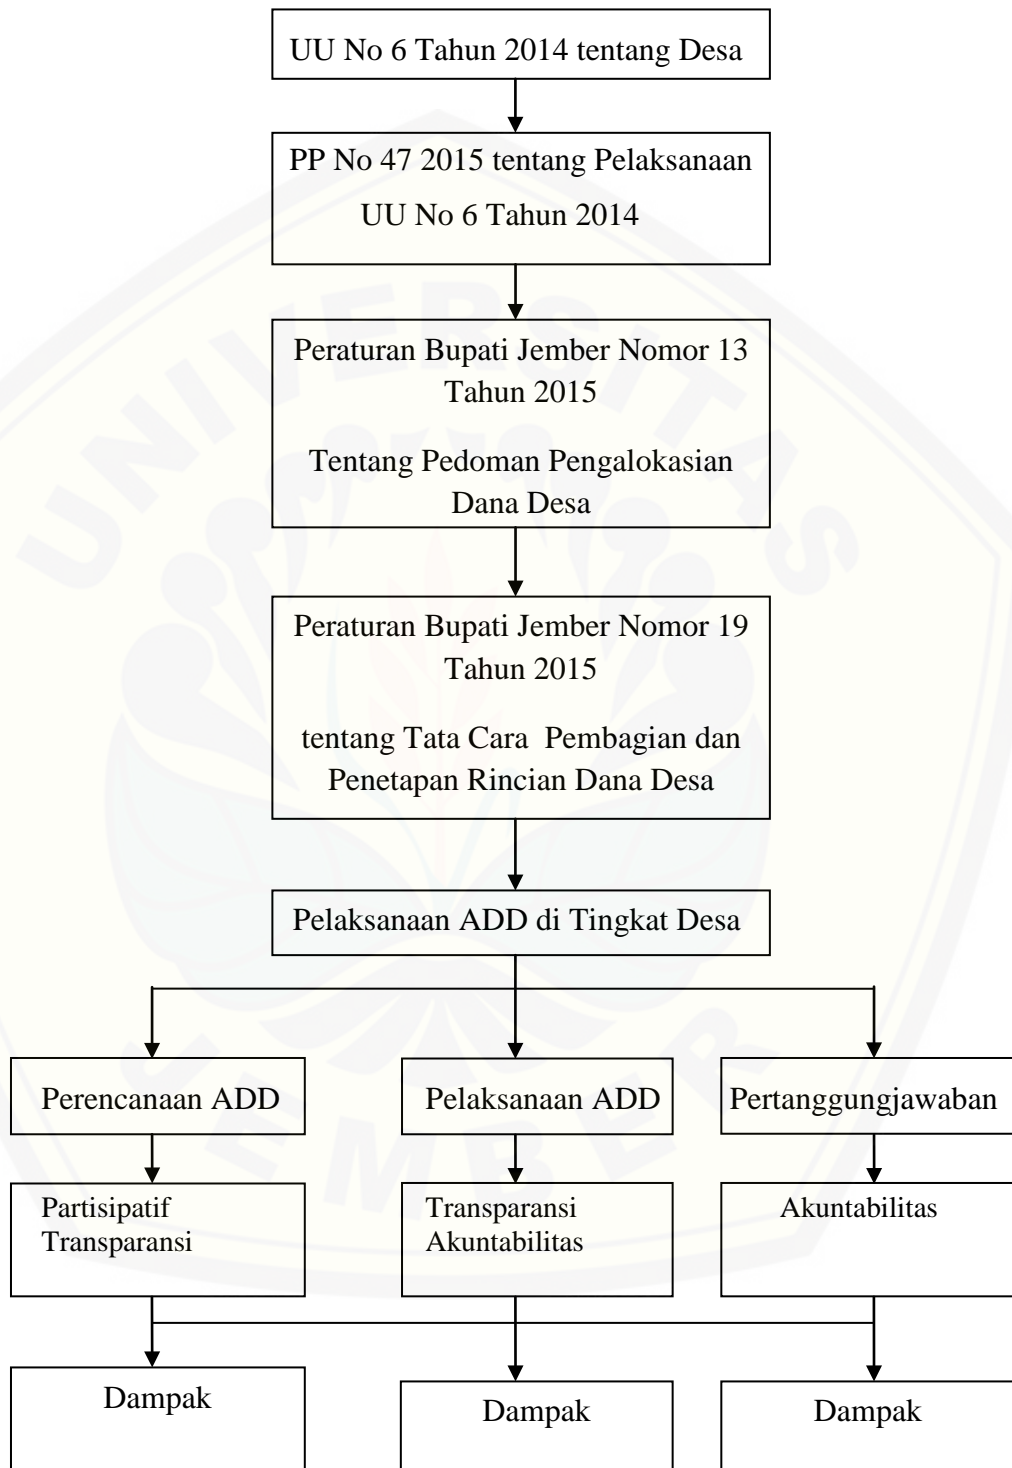 UU No 6 Tahun 2014 tentang Desa
PP No 47 2015 tentang Pelaksanaan
UU No 6 Tahun 2014
Peraturan Bupati Jember Nomor 13
Tahun 2015
Tentang Pedoman Pengalokasian
Dana Desa
Peraturan Bupati Jember Nomor 19
Tahun 2015
tentang Tata Cara Pembagian dan
Penetapan Rincian Dana Desa
Pelaksanaan ADD di Tingkat Desa
Perencanaan ADD
Pelaksanaan ADD
Pertanggungjawaban
Partisipatif
Transparansi
Transparansi
Akuntabilitas
Akuntabilitas
Dampak
Dampak
Dampak
UNIVERSITAS
JEMBER